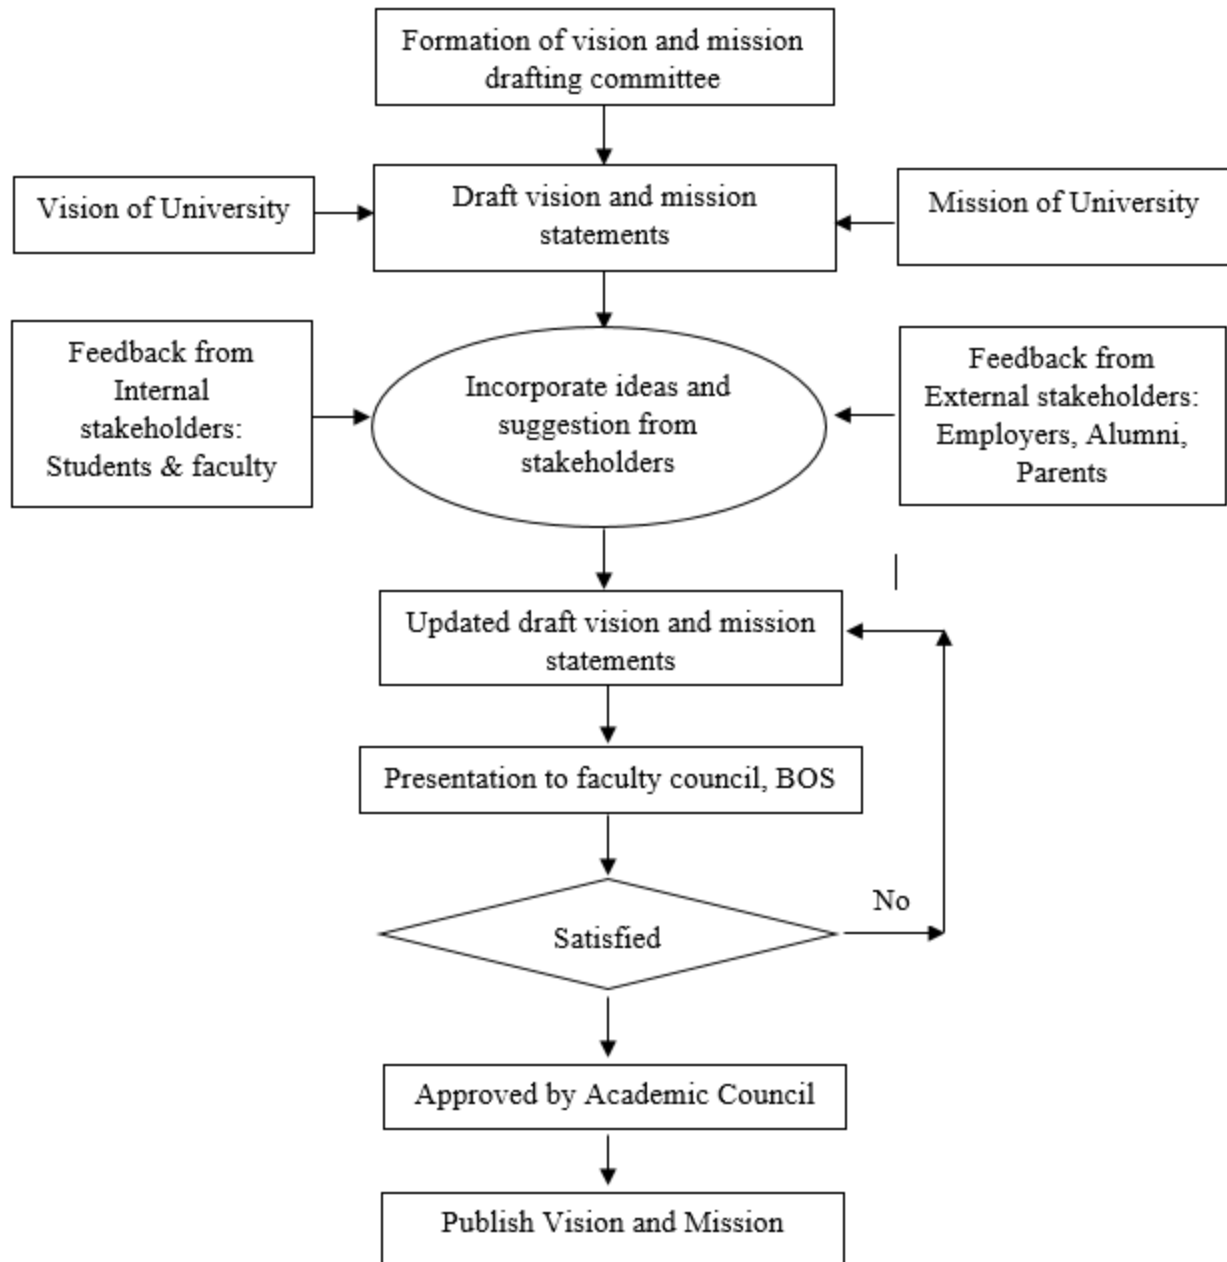 Formation of vision and mission
drafting committee
Vision of University
Draft vision and mission
statements
Mission of University
Feedback from
Internal
stakeholders:
Students & faculty
Incorporate ideas and
suggestion from
stakeholders
Feedback from
External stakeholders:
Employers, Alumni,
Parents
Updated draft vision and mission
statements
Presentation to faculty council, BOS
Satisfied
No
Approved by Academic Council
Publish Vision and Mission